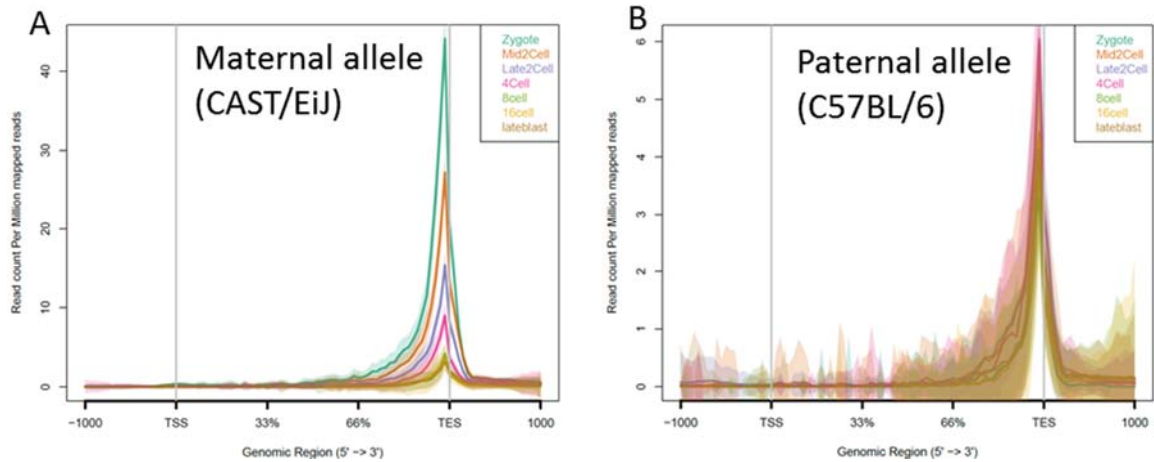 A
Maternal allele
(CAST/EiJ)
Zygote
Mid2Cell
Late2Cell
4Cell
8cell
16cell
lateblast
Read count Per Million mapped reads
40
30
20
10
0
−1000
TSS
33%
66%
TES
1000
Genomic Region (5' −> 3')
B
Paternal allele
(C57BL/6)
Zygote
Mid2Cell
Late2Cell
4Cell
8cell
16cell
lateblast
Read count Per Million mapped reads
6
5
4
3
2
1
0
−1000
TSS
33%
66%
TES
1000
Genomic Region (5' −> 3')